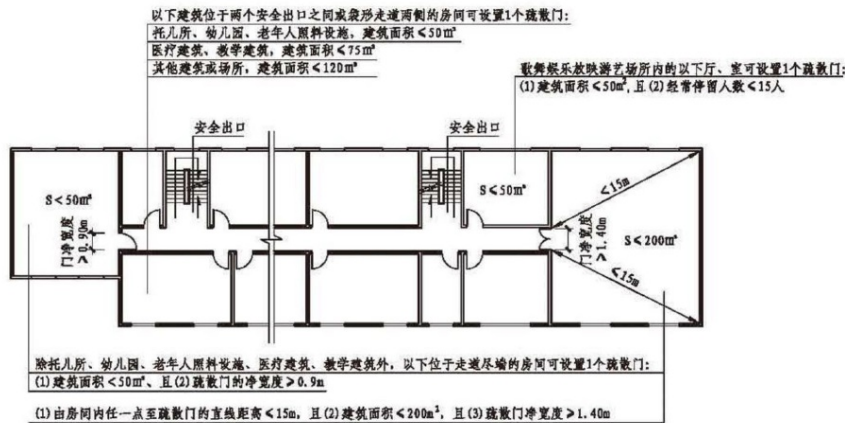 以下建筑位于两个安全出口之间或袋形走道两侧的房间可设置1个疏散门:
托儿所、幼儿园、老年人照料设施, 建筑面积≤50m²
医疗建筑、教学建筑, 建筑面积≤75m²
其他建筑或场所, 建筑面积≤120m²
歌舞娱乐放映游艺场所内的以下厅、室可设置1个疏散门:
(1)建筑面积≤50m², 且(2)经常停留人数≤15人
安全出口
安全出口
S<50m²
S≤50m²
≤15m
门净宽度
≥0.90m
门净宽度
≥1.40m
S≤200m²
≤15m
除托儿所、幼儿园、老年人照料设施、医疗建筑、教学建筑外, 以下位于走道尽端的房间可设置1个疏散门:
(1)建筑面积<50m²、且(2)疏散门的净宽度≥0.9m
(1)由房间内任一点至疏散门的直线距离≤15m, 且(2)建筑面积≤200m², 且(3)疏散门净宽度≥1.40m